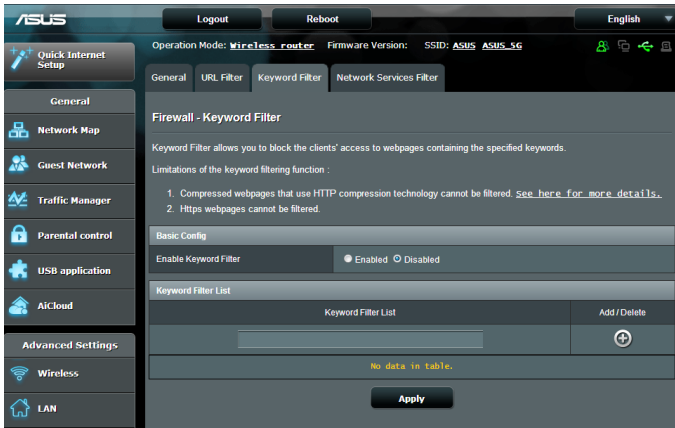 ASUS
Logout
Reboot
English
Quick Internet
Setup
Operation Mode: Wireless router Firmware Version: SSID: ASUS ASUS_5G
General
URL Filter
Keyword Filter
Network Services Filter
General
Network Map
Guest Network
Traffic Manager
Parental control
USB application
AiCloud
Advanced Settings
Wireless
LAN
Firewall - Keyword Filter
Keyword Filter allows you to block the clients' access to webpages containing the specified keywords.
Limitations of the keyword filtering function :
1. Compressed webpages that use HTTP compression technology cannot be filtered. See here for more details.
2. Https webpages cannot be filtered.
Basic Config
Enable Keyword Filter
Enabled Disabled
Keyword Filter List
Keyword Filter List
Add / Delete
No data in table.
Apply